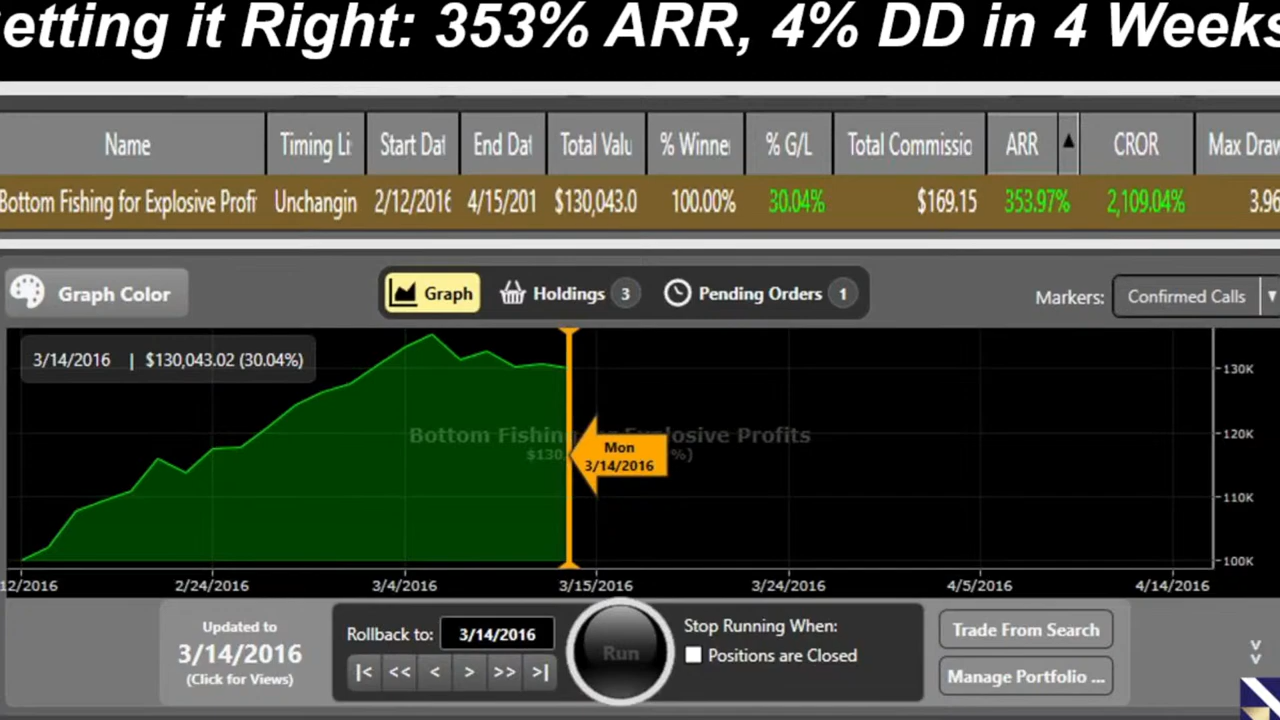 etting it Right: 353% ARR, 4% DD in 4 Weeks
Name Timing Li Start Dat End Dat Total Valu % Winne % G/L Total Commissio ARR ▲ CROR Max Draw
Bottom Fishing for Explosive Profi Unchangin 2/12/2016 4/15/201 $130,043.0 100.00% 30.04% $169.15 353.97% 2,109.04% 3.96
Graph Color Graph Holdings 3 Pending Orders 1 Markers: Confirmed Calls
3/14/2016 | $130,043.02 (30.04%)
130K
Bottom Fishing for Explosive Profits
120K
$130, %)
Mon
3/14/2016
110K
100K
12/2016 2/24/2016 3/4/2016 3/15/2016 3/24/2016 4/5/2016 4/14/2016
Updated to
3/14/2016
(Click for Views)
Rollback to: 3/14/2016
|< << < > >> >|
Run
Stop Running When:
Positions are Closed
Trade From Search
Manage Portfolio ...